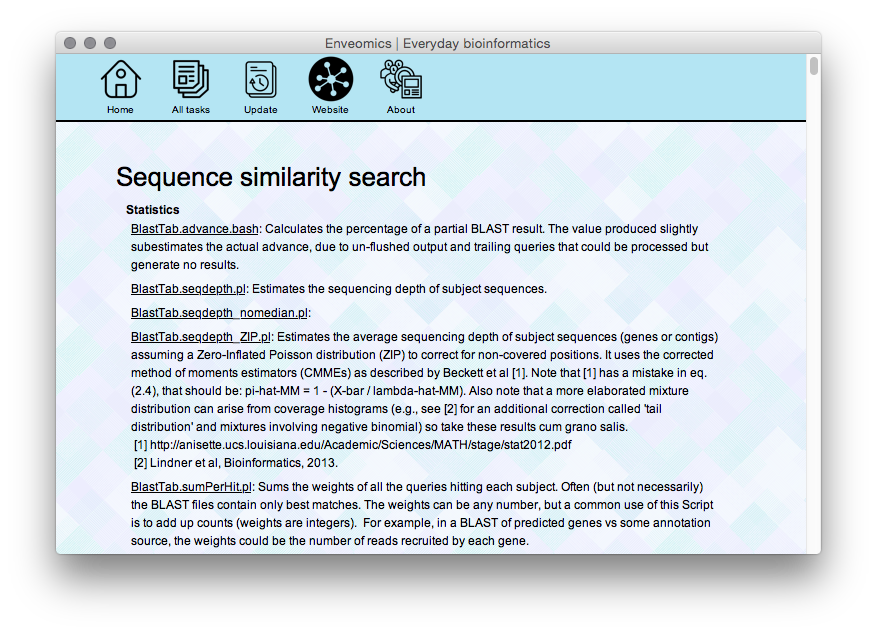 Enveomics | Everyday bioinformatics
Home
All tasks
Update
Website
About
Sequence similarity search
Statistics
BlastTab.advance.bash: Calculates the percentage of a partial BLAST result. The value produced slightly
subestimates the actual advance, due to un-flushed output and trailing queries that could be processed but
generate no results.
BlastTab.seqdepth.pl: Estimates the sequencing depth of subject sequences.
BlastTab.seqdepth_nomedian.pl:
BlastTab.seqdepth_ZIP.pl: Estimates the average sequencing depth of subject sequences (genes or contigs)
assuming a Zero-Inflated Poisson distribution (ZIP) to correct for non-covered positions. It uses the corrected
method of moments estimators (CMMEs) as described by Beckett et al [1]. Note that [1] has a mistake in eq.
(2.4), that should be: pi-hat-MM = 1 - (X-bar / lambda-hat-MM). Also note that a more elaborated mixture
distribution can arise from coverage histograms (e.g., see [2] for an additional correction called 'tail
distribution' and mixtures involving negative binomial) so take these results cum grano salis.
[1] http://anisette.ucs.louisiana.edu/Academic/Sciences/MATH/stage/stat2012.pdf
[2] Lindner et al, Bioinformatics, 2013.
BlastTab.sumPerHit.pl: Sums the weights of all the queries hitting each subject. Often (but not necessarily)
the BLAST files contain only best matches. The weights can be any number, but a common use of this Script
is to add up counts (weights are integers).  For example, in a BLAST of predicted genes vs some annotation
source, the weights could be the number of reads recruited by each gene.